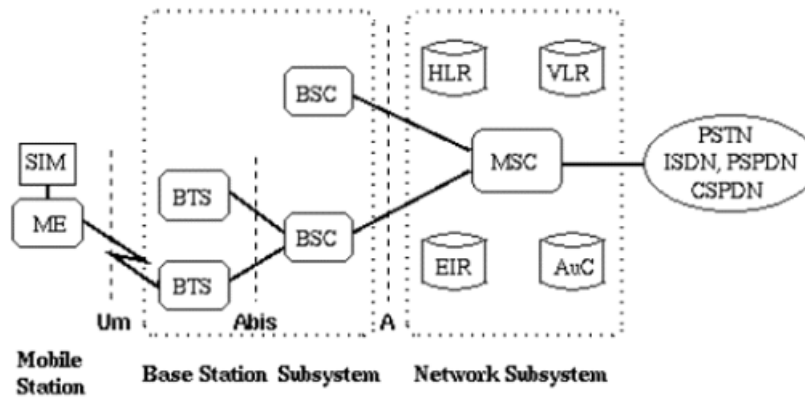 HLR VLR
BSC
PSTN
ISDN, PSPDN
CSPDN
MSC
SIM
BTS
ME
BSC
EIR AuC
BTS
Um Abis A
Mobile
Station
Base Station Subsystem
Network Subsystem